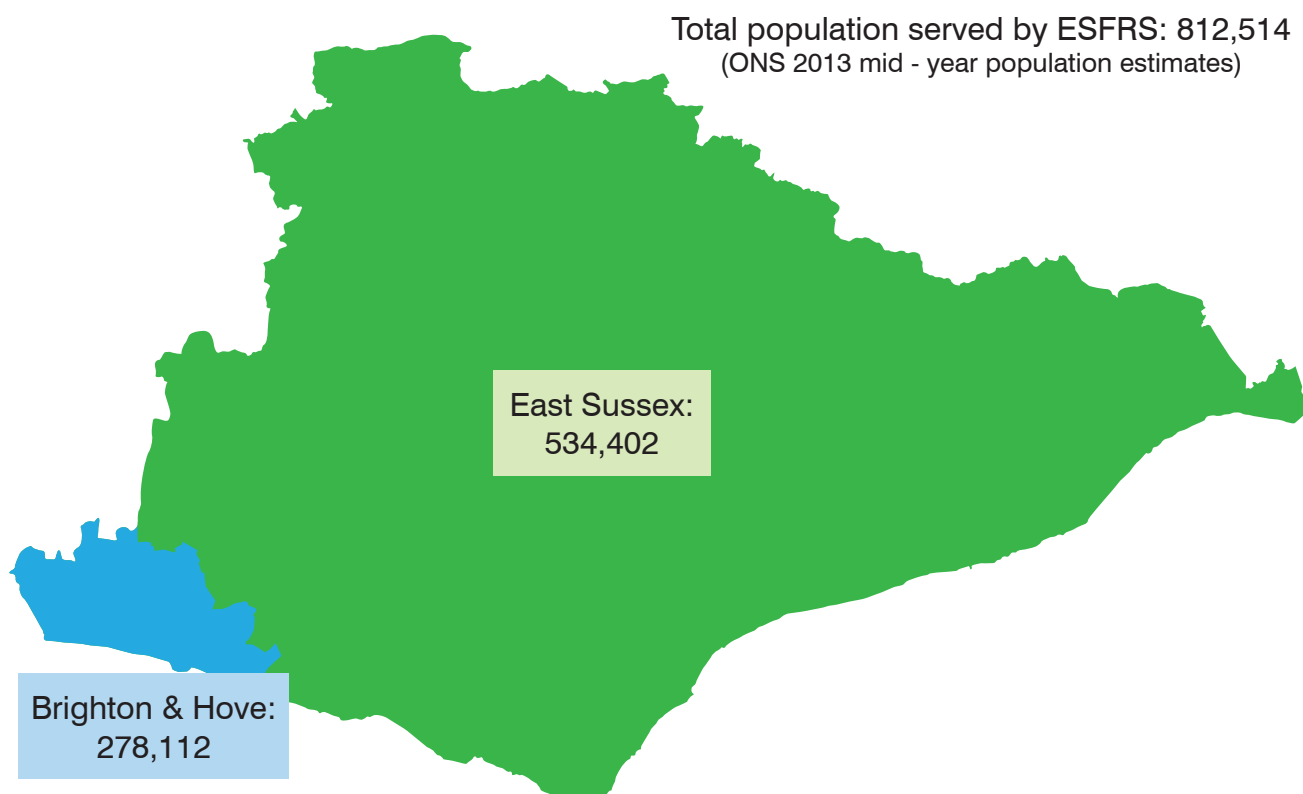 Total population served by ESFRS: 812,514
(ONS 2013 mid - year population estimates)
East Sussex:
534,402
Brighton & Hove:
278,112